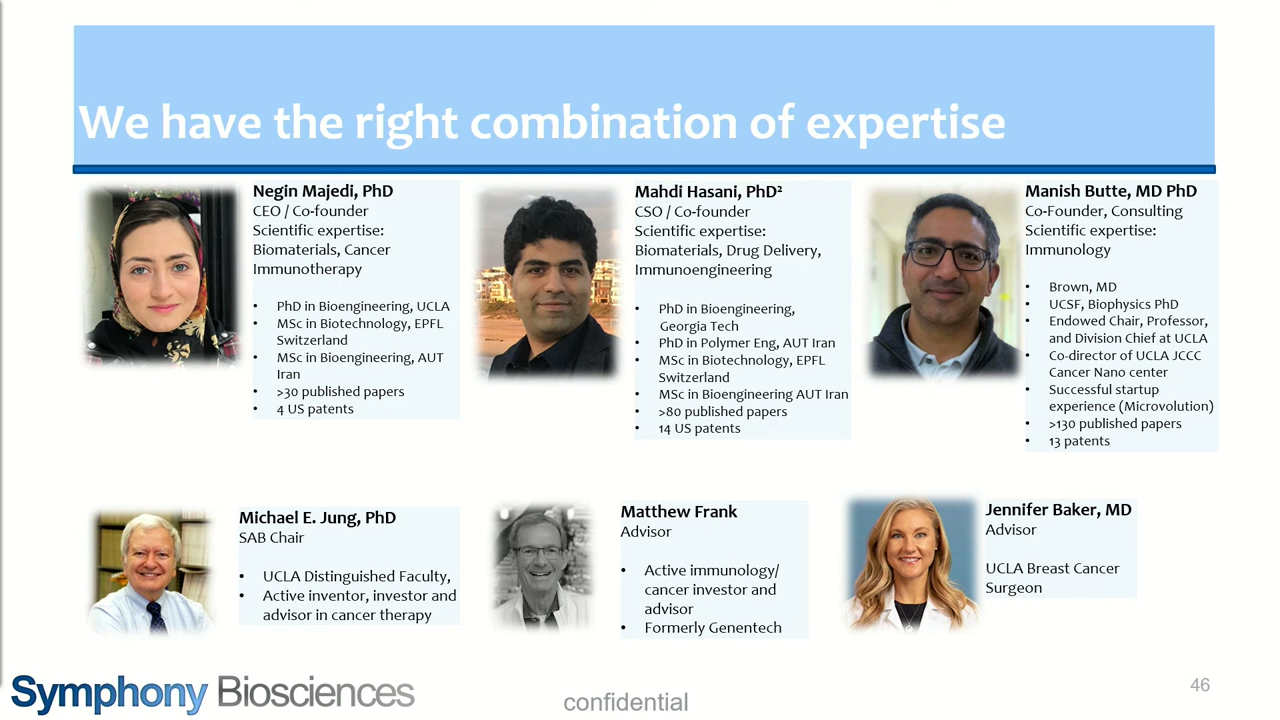 We have the right combination of expertise
Negin Majedi, PhD
CEO / Co-founder
Scientific expertise:
Biomaterials, Cancer
Immunotherapy
• PhD in Bioengineering, UCLA
• MSc in Biotechnology, EPFL
Switzerland
• MSc in Bioengineering, AUT
Iran
• >30 published papers
• 4 US patents
Mahdi Hasani, PhD²
CSO / Co-founder
Scientific expertise:
Biomaterials, Drug Delivery,
Immunoengineering
• PhD in Bioengineering,
Georgia Tech
• PhD in Polymer Eng, AUT Iran
• MSc in Biotechnology, EPFL
Switzerland
• MSc in Bioengineering AUT Iran
• >80 published papers
• 14 US patents
Manish Butte, MD PhD
Co-Founder, Consulting
Scientific expertise:
Immunology
• Brown, MD
• UCSF, Biophysics PhD
• Endowed Chair, Professor,
and Division Chief at UCLA
• Co-director of UCLA JCCC
Cancer Nano center
• Successful startup
experience (Microvolution)
• >130 published papers
• 13 patents
Michael E. Jung, PhD
SAB Chair
• UCLA Distinguished Faculty,
• Active inventor, investor and
advisor in cancer therapy
Matthew Frank
Advisor
• Active immunology/
cancer investor and
advisor
• Formerly Genentech
Jennifer Baker, MD
Advisor
UCLA Breast Cancer
Surgeon
Symphony Biosciences
confidential
46